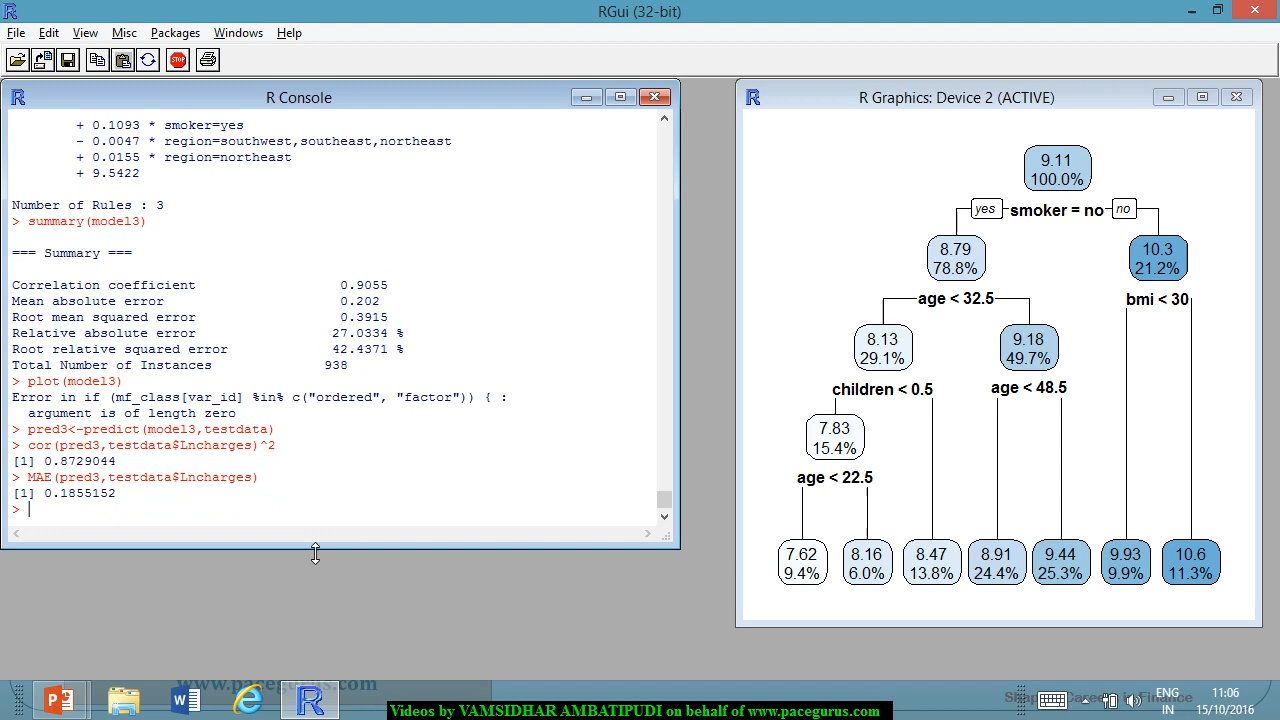 RGui (32-bit)
File Edit View Misc Packages Windows Help
STOP
R Console
+ 0.1093 * smoker=yes
- 0.0047 * region=southwest,southeast,northeast
+ 0.0155 * region=northeast
+ 9.5422
Number of Rules : 3
> summary(model3)
=== Summary ===
Correlation coefficient 0.9055
Mean absolute error 0.202
Root mean squared error 0.3915
Relative absolute error 27.0334 %
Root relative squared error 42.4371 %
Total Number of Instances 938
> plot(model3)
Error in if (mf_class[var_id] %in% c("ordered", "factor")) { :
argument is of length zero
> pred3<-predict(model3,testdata)
> cor(pred3,testdata$Lncharges)^2
[1] 0.8729044
> MAE(pred3,testdata$Lncharges)
[1] 0.1855152
>
R Graphics: Device 2 (ACTIVE)
9.11
100.0%
yes smoker = no no
8.79 10.3
78.8% 21.2%
age < 32.5 bmi < 30
8.13 9.18
29.1% 49.7%
children < 0.5 age < 48.5
7.83
15.4%
age < 22.5
7.62 8.16 8.47 8.91 9.44 9.93 10.6
9.4% 6.0% 13.8% 24.4% 25.3% 9.9% 11.3%
www.pacegurus.com
ENG
IN
11:06
15/10/2016
Videos by VAMSIDHAR AMBATIPUDI on behalf of www.pacegurus.com